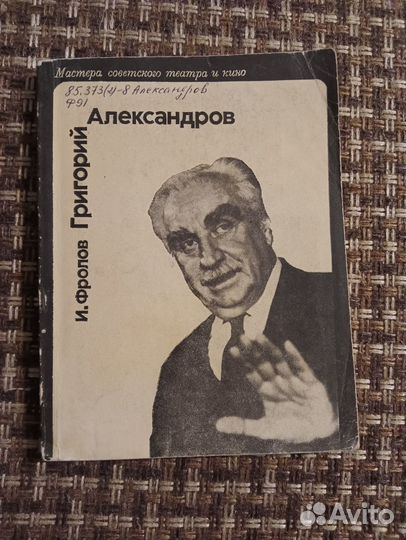 Мастера советского театра и кино
85.373(2)-8 Александров
Ф91
Александров
Григорий
И. Фролов
Avito